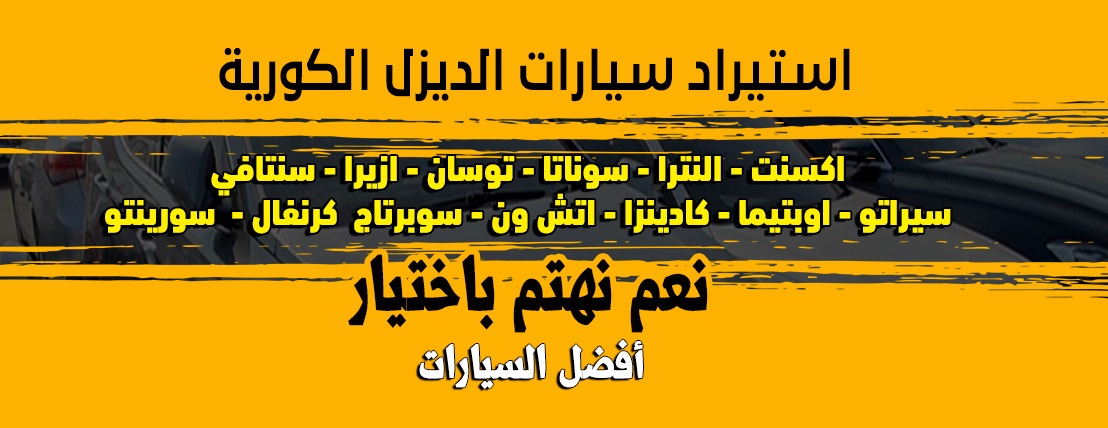 استيراد سيارات الديزل الكورية
اكسنت - النترا - سوناتا - توسان - ازيرا - سنتافي
سيراتو - اوبتيما - كادينزا - اتش ون - سوبرتاج كرنفال - سورينتو
نعم نهتم باختيار
أفضل السيارات